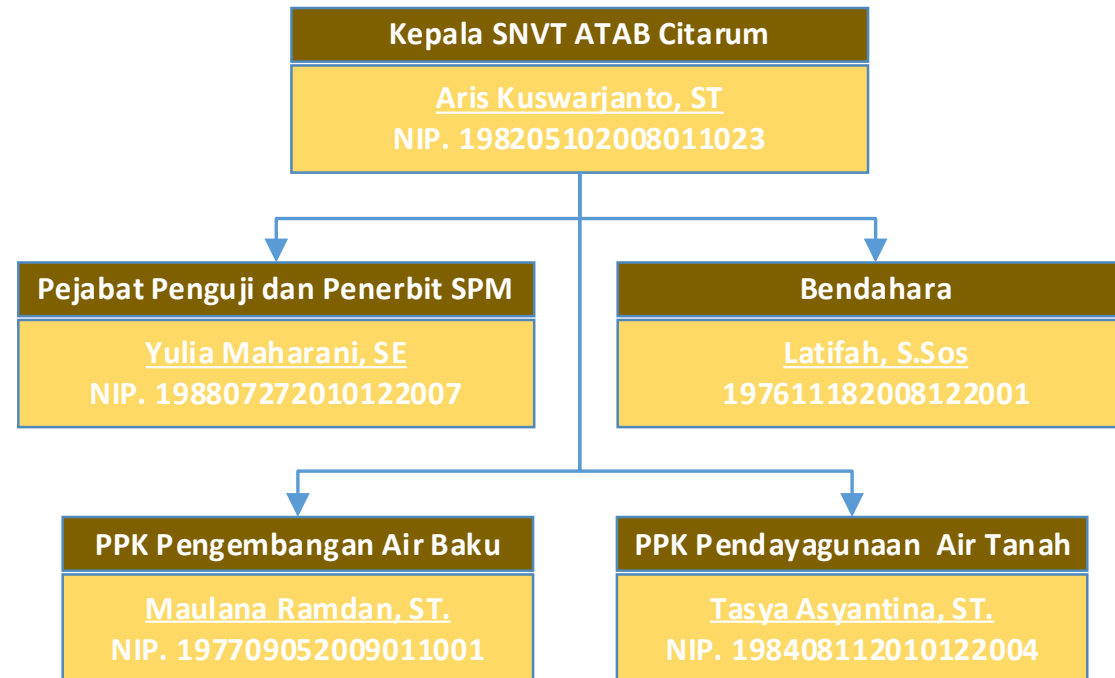 Kepala SNVT ATAB Citarum
Aris Kuswarjanto, ST
NIP. 198205102008011023
Pejabat Penguji dan Penerbit SPM
Yulia Maharani, SE
NIP. 198807272010122007
Bendahara
Latifah, S.Sos
197611182008122001
PPK Pengembangan Air Baku
Maulana Ramdan, ST.
NIP. 197709052009011001
PPK Pendayagunaan Air Tanah
Tasya Asyantina, ST.
NIP. 198408112010122004